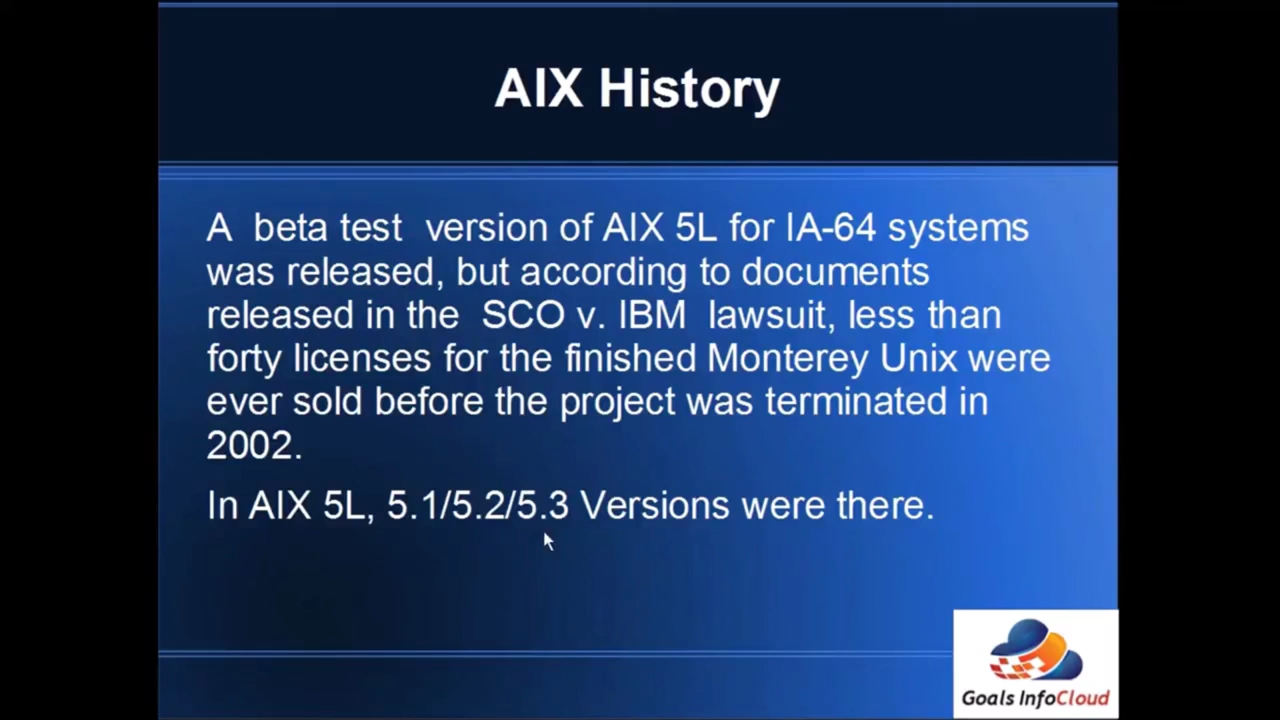 AIX History
A beta test version of AIX 5L for IA-64 systems
was released, but according to documents
released in the SCO v. IBM lawsuit, less than
forty licenses for the finished Monterey Unix were
ever sold before the project was terminated in
2002.
In AIX 5L, 5.1/5.2/5.3 Versions were there.
Goals InfoCloud